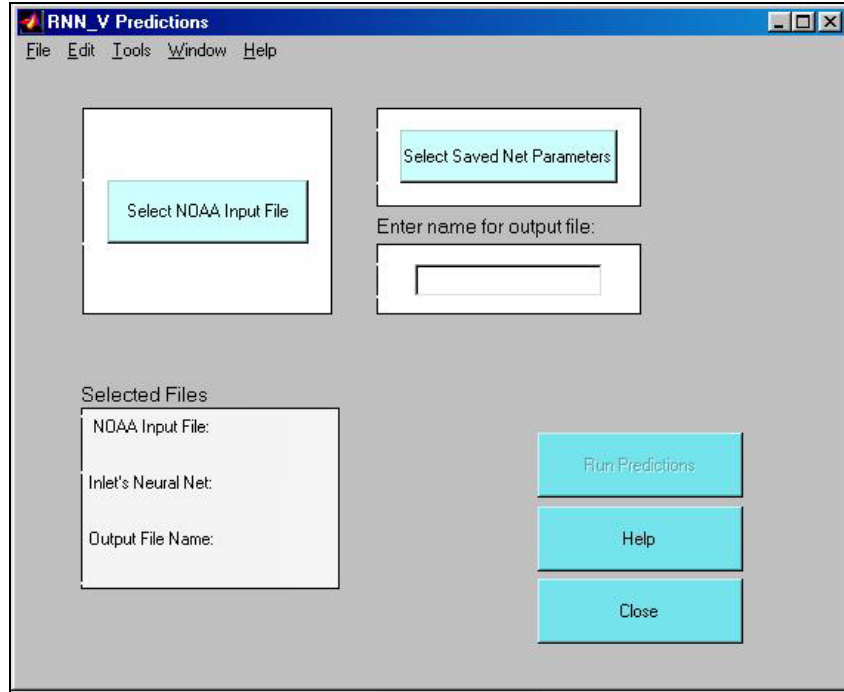 RNN_V Predictions
File Edit Tools Window Help
Select NOAA Input File
Select Saved Net Parameters
Enter name for output file:
Selected Files
NOAA Input File:
Inlet's Neural Net:
Output File Name:
Run Predictions
Help
Close